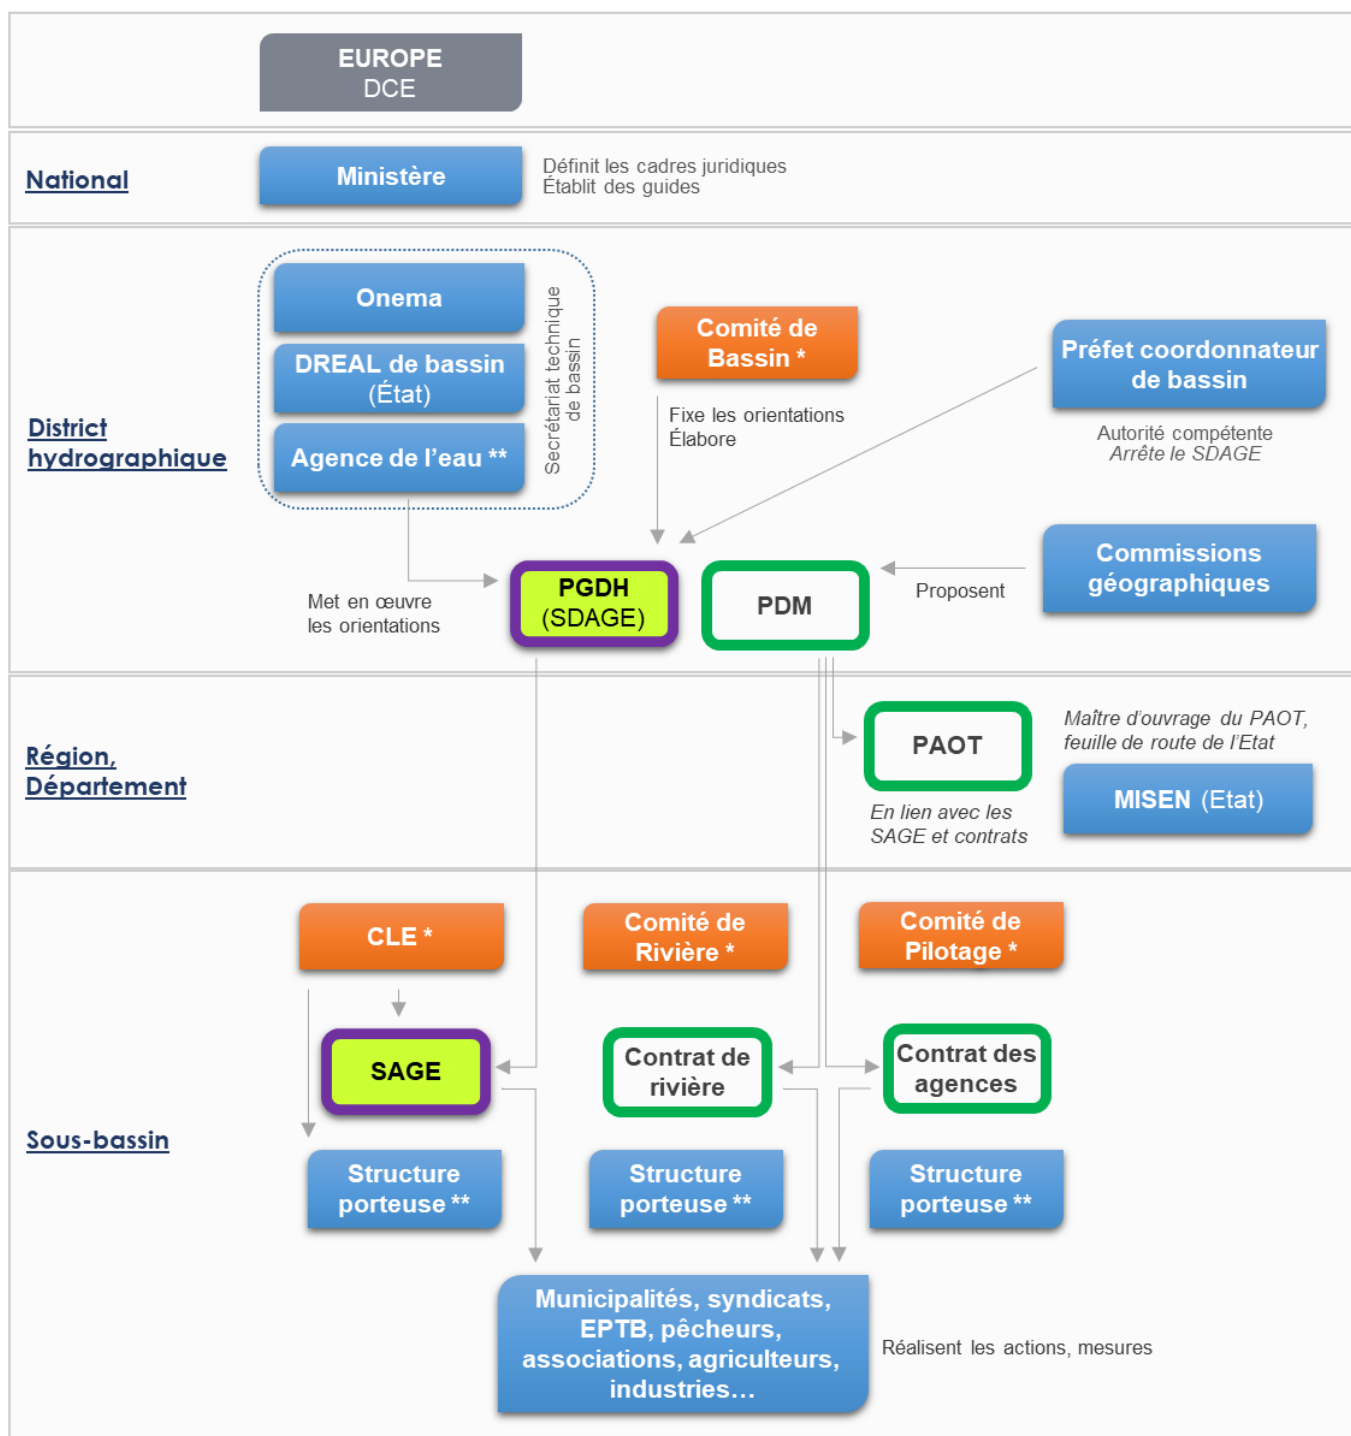 EUROPE
DCE
National
Ministère
Définit les cadres juridiques
Établit des guides
District
hydrographique
Onema
DREAL de bassin
(État)
Agence de l’eau **
Secrétariat technique
de bassin
Comité de
Bassin *
Fixe les orientations
Élabore
Préfet coordonnateur
de bassin
Autorité compétente
Arrête le SDAGE
Commissions
géographiques
Proposent
Met en œuvre
les orientations
PGDH
(SDAGE)
PDM
Région,
Département
PAOT
En lien avec les
SAGE et contrats
Maître d’ouvrage du PAOT,
feuille de route de l’Etat
MISEN (Etat)
Sous-bassin
CLE *
Comité de
Rivière *
Comité de
Pilotage *
SAGE
Contrat de
rivière
Contrat des
agences
Structure
porteuse **
Structure
porteuse **
Structure
porteuse **
Municipalités, syndicats,
EPTB, pêcheurs,
associations, agriculteurs,
industries…
Réalisent les actions, mesures